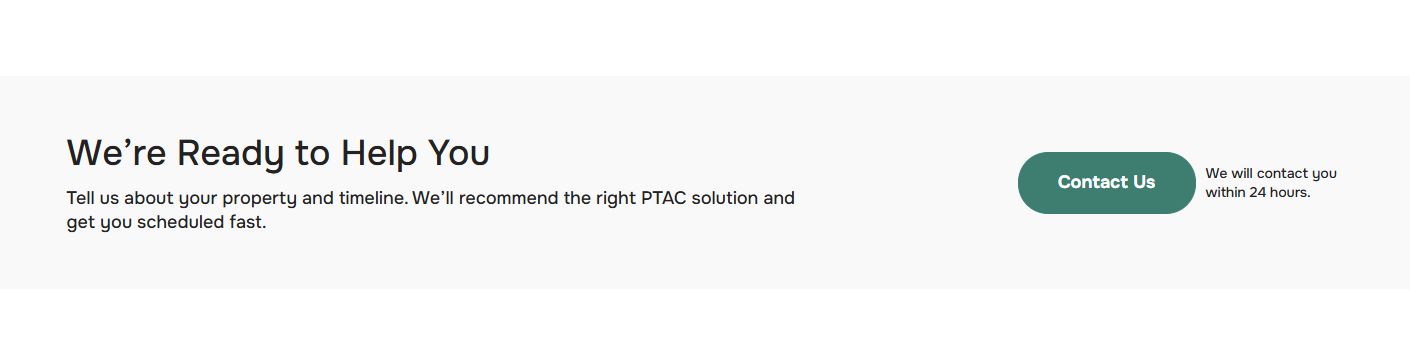 We’re Ready to Help You
Tell us about your property and timeline. We’ll recommend the right PTAC solution and
get you scheduled fast.
Contact Us
We will contact you
within 24 hours.